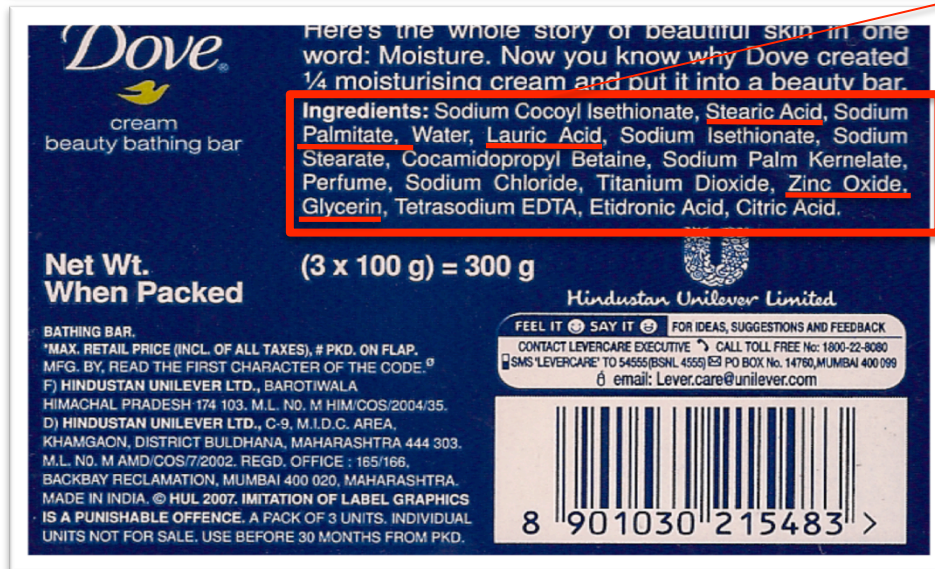 Dove®
cream
beauty bathing bar
Here's the whole story of beautiful skin in one
word: Moisture. Now you know why Dove created
¼ moisturising cream and put it into a beauty bar.
Ingredients: Sodium Cocoyl Isethionate, Stearic Acid, Sodium
Palmitate, Water, Lauric Acid, Sodium Isethionate, Sodium
Stearate, Cocamidopropyl Betaine, Sodium Palm Kernelate,
Perfume, Sodium Chloride, Titanium Dioxide, Zinc Oxide,
Glycerin, Tetrasodium EDTA, Etidronic Acid, Citric Acid.
Net Wt.
When Packed
(3 x 100 g) = 300 g
Hindustan Unilever Limited
FEEL IT SAY IT FOR IDEAS, SUGGESTIONS AND FEEDBACK
CONTACT LEVERCARE EXECUTIVE CALL TOLL FREE No: 1800-22-8080
SMS 'LEVERCARE' TO 54555(BSNL 4555) PO BOX No. 14760, MUMBAI 400 099
email: Lever.care@unilever.com
BATHING BAR.
*MAX. RETAIL PRICE (INCL. OF ALL TAXES), # PKD. ON FLAP.
MFG. BY, READ THE FIRST CHARACTER OF THE CODE.Ø
F) HINDUSTAN UNILEVER LTD., BAROTIWALA
HIMACHAL PRADESH 174 103. M.L. N0. M HIM/COS/2004/35.
D) HINDUSTAN UNILEVER LTD., C-9, M.I.D.C. AREA,
KHAMGAON, DISTRICT BULDHANA, MAHARASHTRA 444 303.
M.L. N0. M AMD/COS/7/2002. REGD. OFFICE : 165/166,
BACKBAY RECLAMATION, MUMBAI 400 020, MAHARASHTRA.
MADE IN INDIA. © HUL 2007. IMITATION OF LABEL GRAPHICS
IS A PUNISHABLE OFFENCE. A PACK OF 3 UNITS. INDIVIDUAL
UNITS NOT FOR SALE. USE BEFORE 30 MONTHS FROM PKD.
8 901030 215483 >